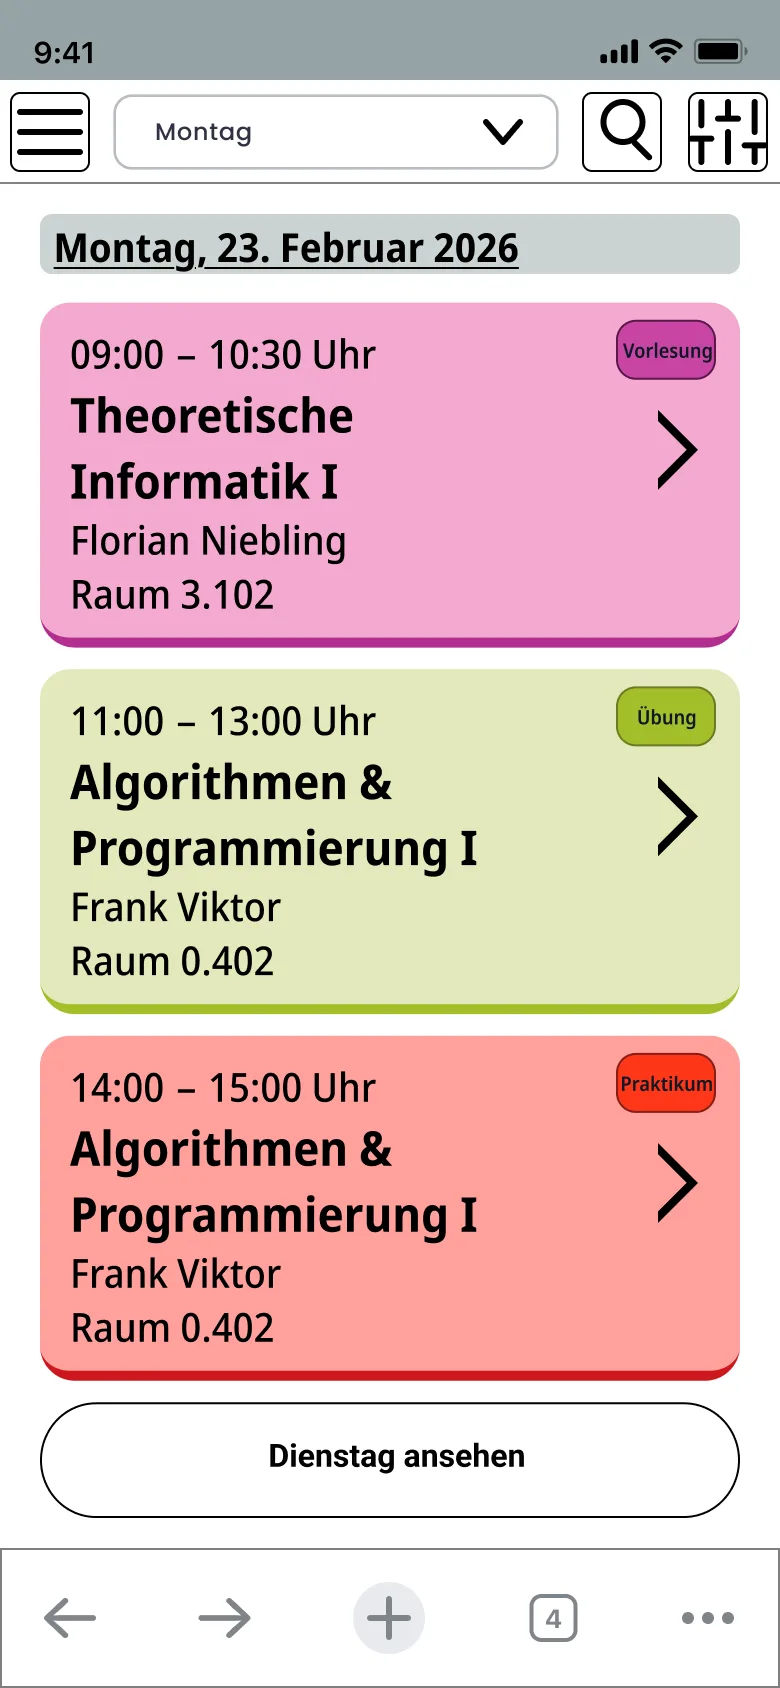 9:41
Montag
Montag, 23. Februar 2026
09:00 – 10:30 Uhr
Vorlesung
Theoretische
Informatik I
Florian Niebling
Raum 3.102
11:00 – 13:00 Uhr
Übung
Algorithmen &
Programmierung I
Frank Viktor
Raum 0.402
14:00 – 15:00 Uhr
Praktikum
Algorithmen &
Programmierung I
Frank Viktor
Raum 0.402
Dienstag ansehen
4